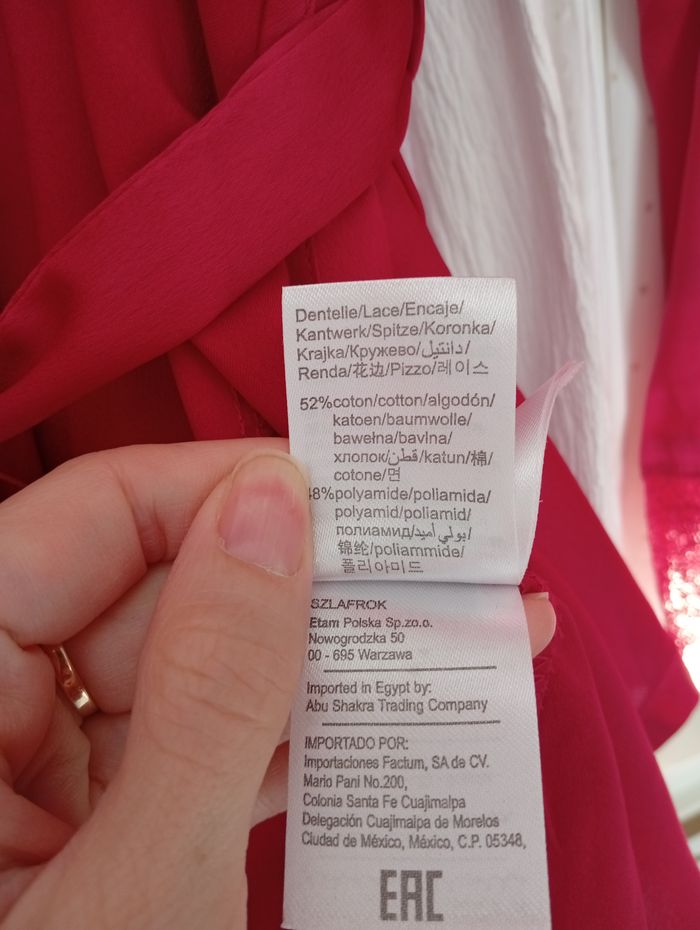 Dentelle/Lace/Encaje/
Kantwerk/Spitze/Koronka/
Krajka/Кружево/دانتيل/
Renda/花边/Pizzo/레이스
52%coton/cotton/algodón/
katoen/baumwolle/
bawełna/bavlna/
хлопок/قطن/katun/棉/
cotone/면
48%polyamide/poliamida/
polyamid/poliamid/
полиамид/بولي أميد/
锦纶/poliammide/
폴리아미드
SZLAFROK
Etam Polska Sp.zo.o.
Nowogrodzka 50
00 - 695 Warzawa
Imported in Egypt by:
Abu Shakra Trading Company
IMPORTADO POR:
Importaciones Factum, SA de CV.
Mario Pani No.200,
Colonia Santa Fe Cuajimalpa
Delegación Cuajimalpa de Morelos
Ciudad de México, México, C.P. 05348,
EAC